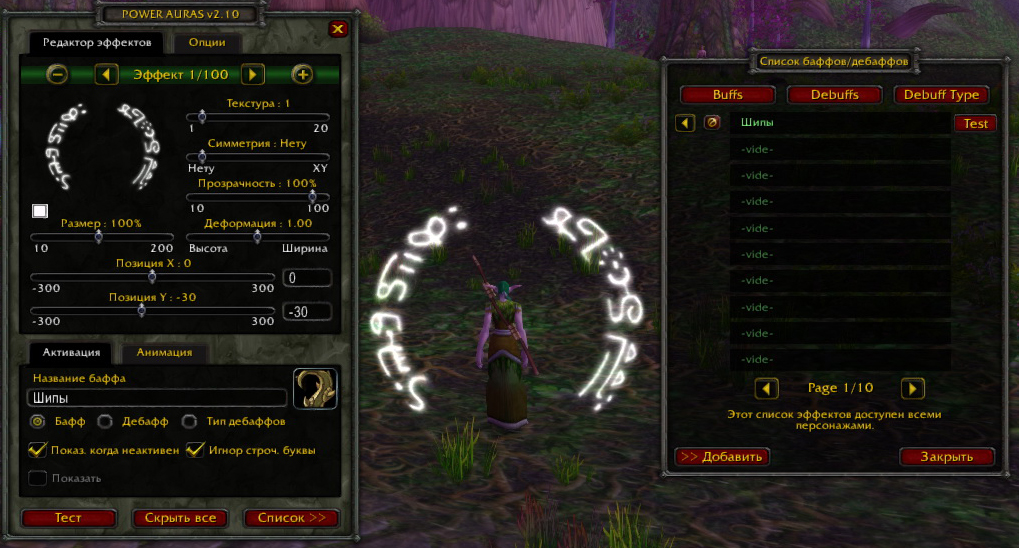 POWER AURAS v2.10
Редактор эффектов
Опции
Эффект 1/100
Текстура : 1
1 20
Симметрия : Нету
Нету XY
Прозрачность : 100%
10 100
Размер : 100%
10 200
Деформация : 1.00
Высота Ширина
Позиция X : 0
-300 300
0
Позиция Y : -30
-300 300
-30
Активация
Анимация
Название баффа
Шипы
Бафф
Дебафф
Тип дебаффов
Показ. когда неактивен
Игнор строч. буквы
Показать
Тест
Скрыть все
Список >>
Список баффов/дебаффов
Buffs
Debuffs
Debuff Type
Шипы
Test
-vide-
-vide-
-vide-
-vide-
-vide-
-vide-
-vide-
-vide-
-vide-
Page 1/10
Этот список эффектов доступен всеми
персонажами.
>> Добавить
Закрыть